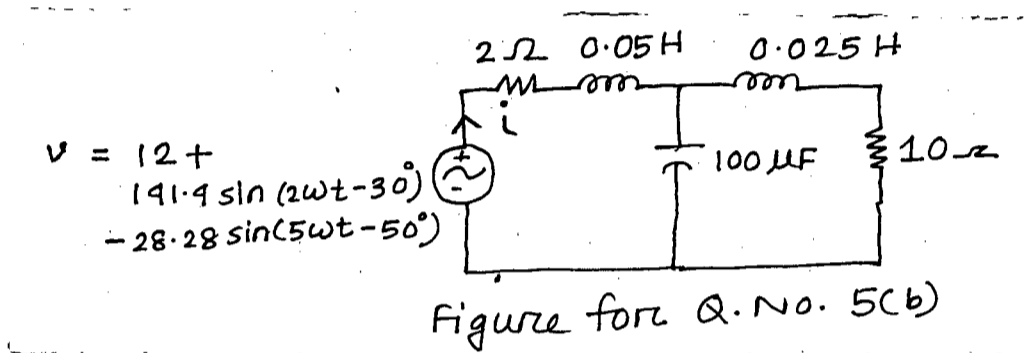 2Ω 0.05H 0.025 H
i
v = 12+
141.4 sin (2ωt-30°)
- 28.28 sin(5ωt-50°)
+
-
100 μF
10Ω
Figure for Q. No. 5(b)